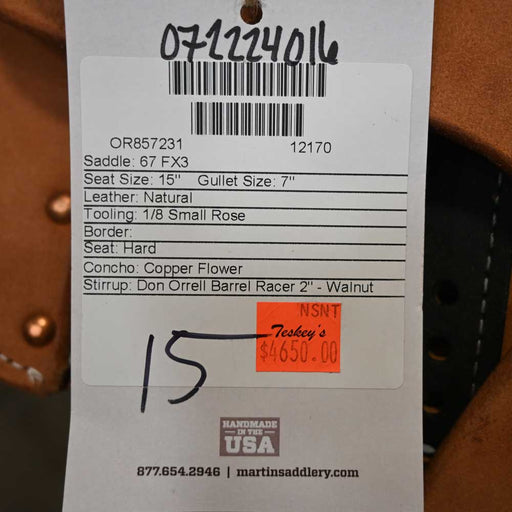 071224016
OR857231 12170
Saddle: 67 FX3
Seat Size: 15" Gullet Size: 7"
Leather: Natural
Tooling: 1/8 Small Rose
Border:
Seat: Hard
Concho: Copper Flower
Stirrup: Don Orrell Barrel Racer 2" - Walnut
NSNT
Teskey's
$4650.00
15
HANDMADE
IN THE
USA
877.654.2946 | martinsaddlery.com